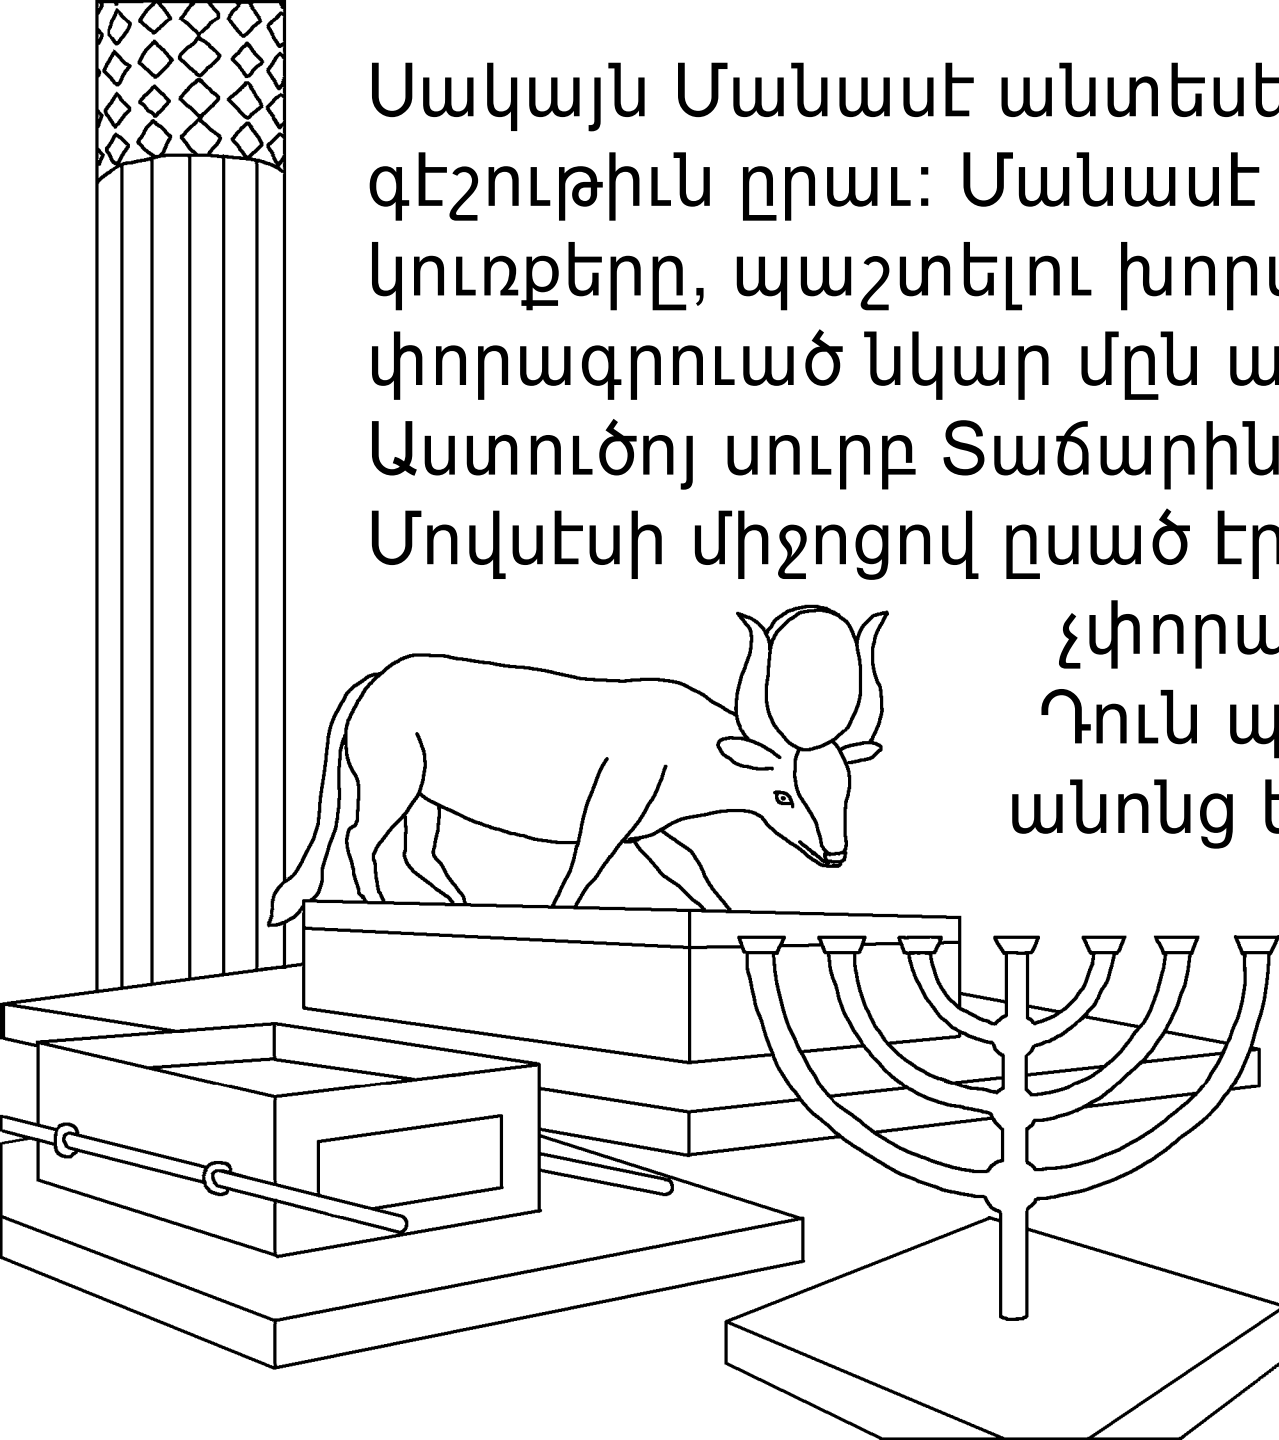 Սակայն Մանասէ անտեսե
գէշութիւն ըրաւ: Մանասէ
կուռքերը, պաշտելու խոր
փորագրուած նկար մըն ա
Աստուծոյ սուրբ Տաճարին
Մովսէսի միջոցով ըսած էր
չփորա
Դուն պ
անոնց ե